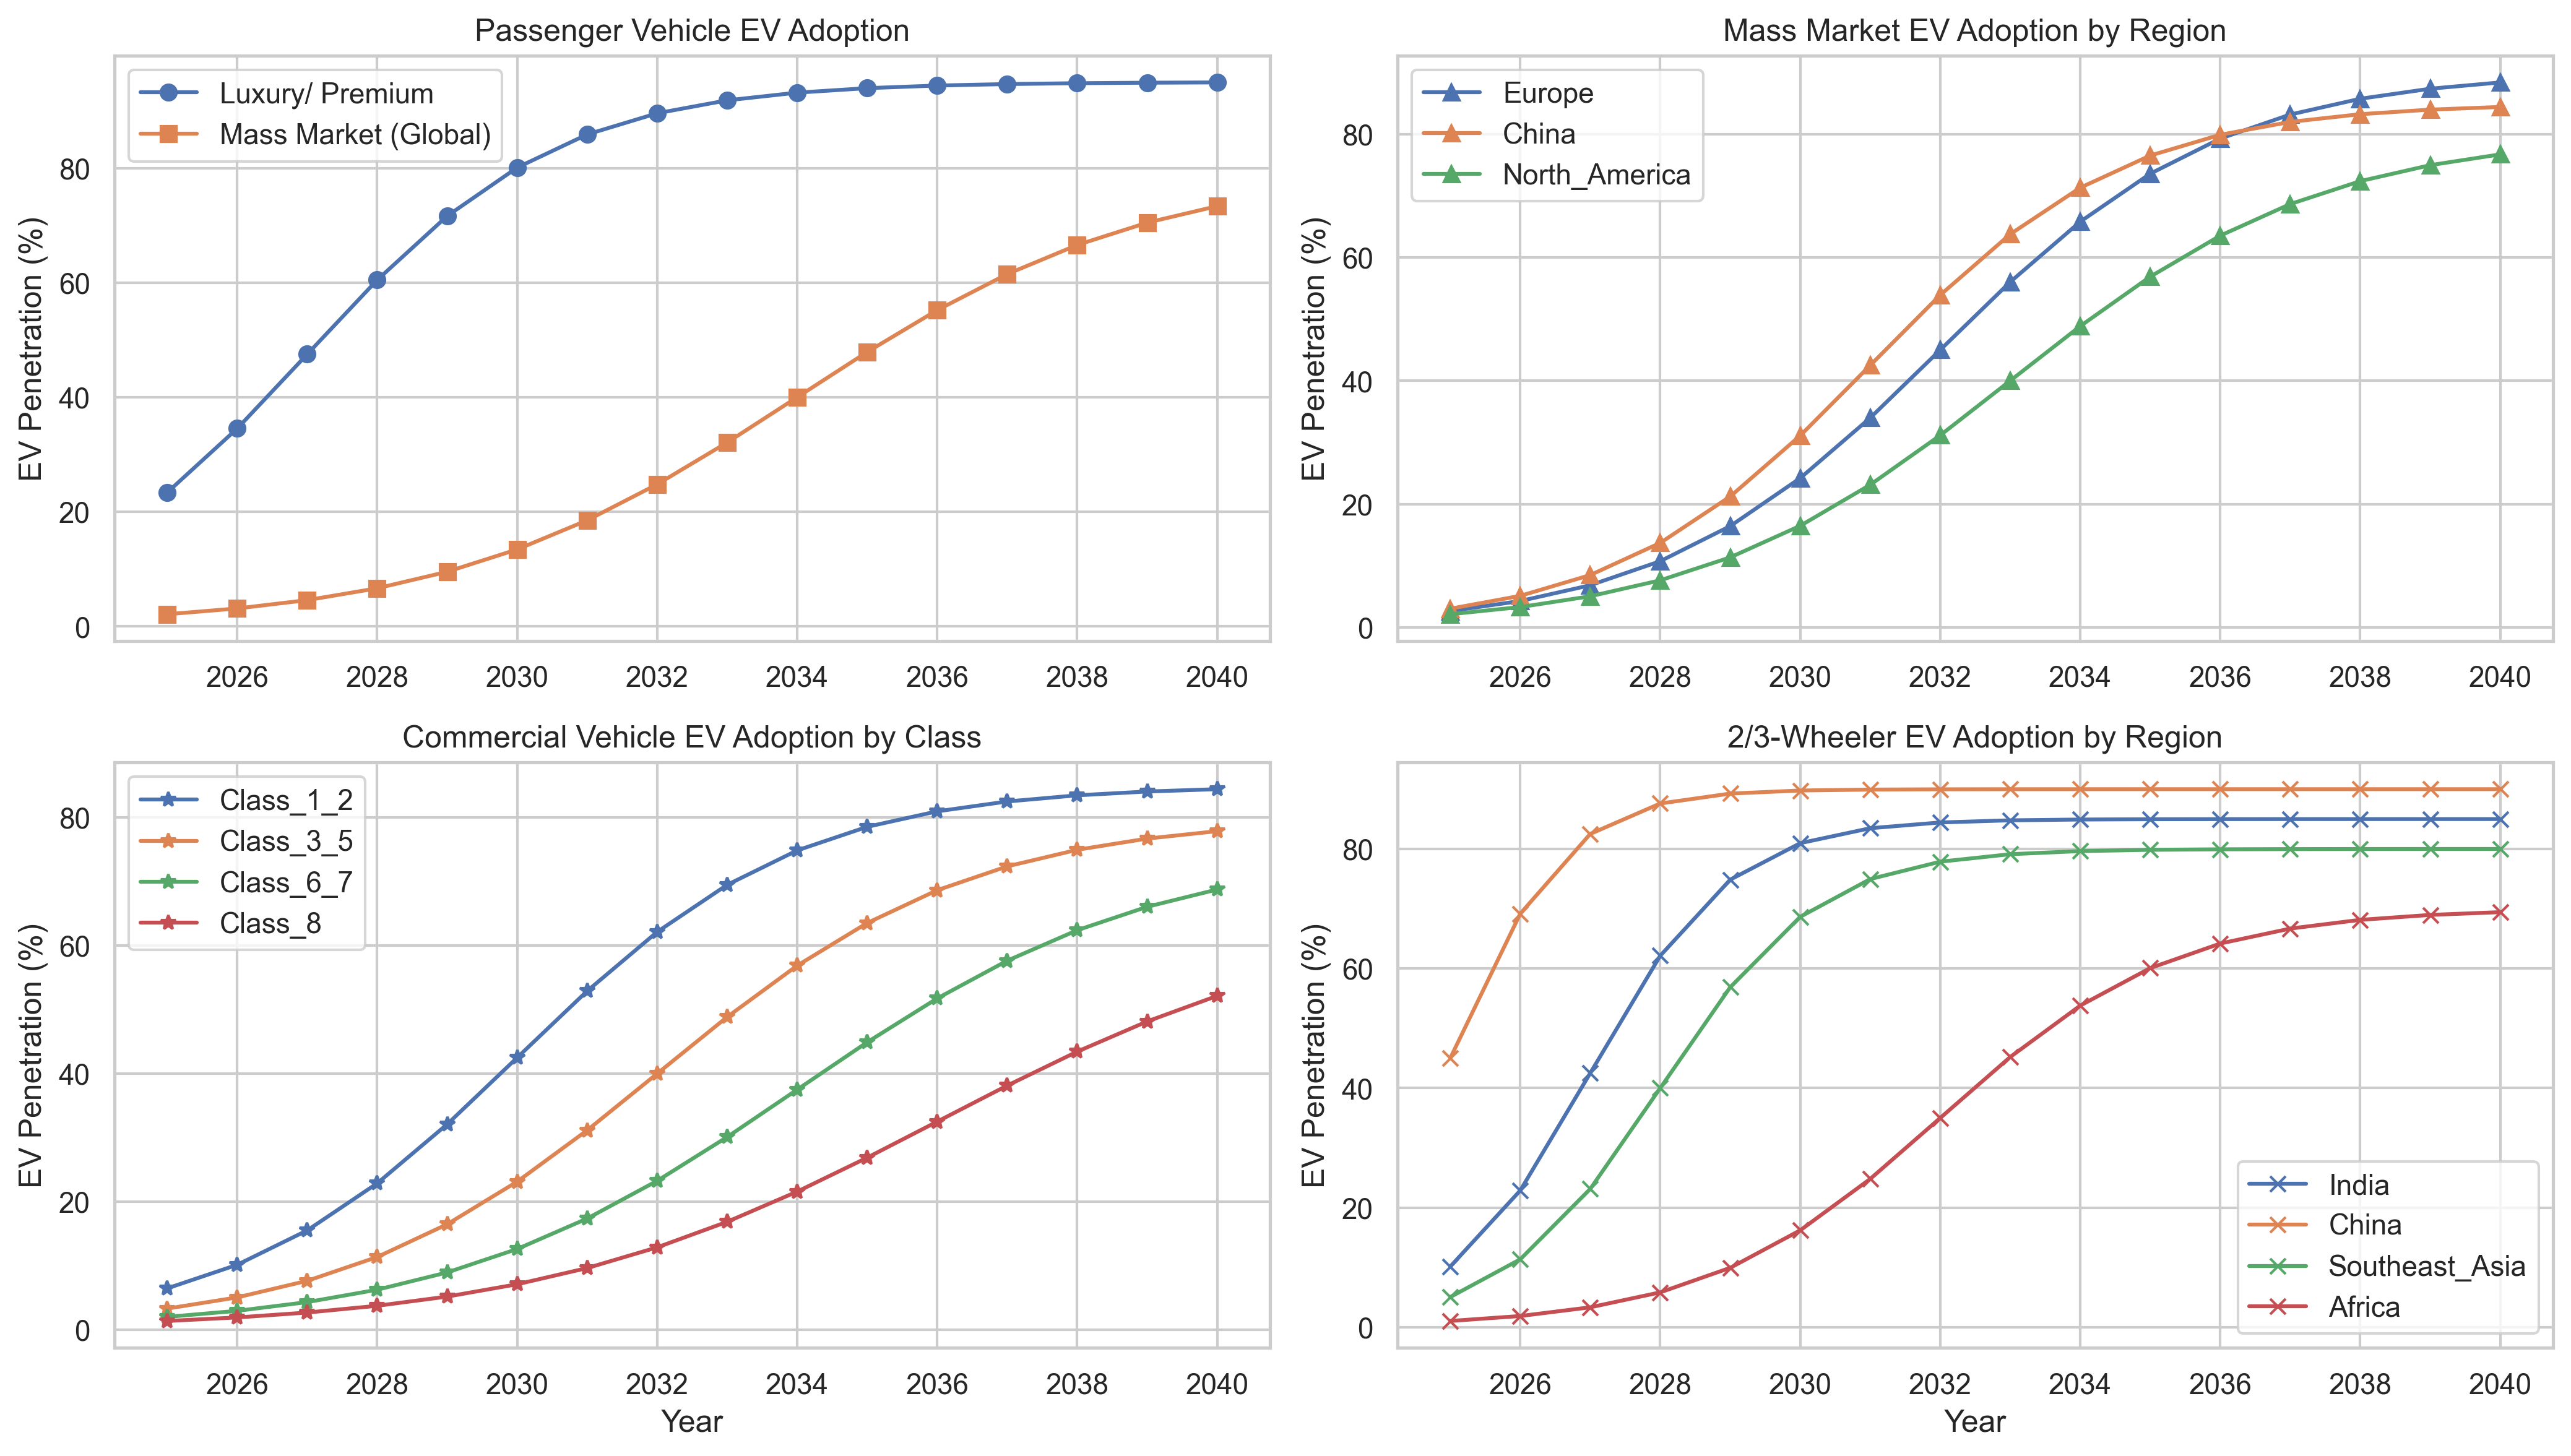 Passenger Vehicle EV Adoption
Luxury/ Premium
Mass Market (Global)
EV Penetration (%)
80
60
40
20
0
2026 2028 2030 2032 2034 2036 2038 2040
Mass Market EV Adoption by Region
Europe
China
North_America
EV Penetration (%)
80
60
40
20
0
2026 2028 2030 2032 2034 2036 2038 2040
Commercial Vehicle EV Adoption by Class
Class_1_2
Class_3_5
Class_6_7
Class_8
EV Penetration (%)
80
60
40
20
0
2026 2028 2030 2032 2034 2036 2038 2040
Year
2/3-Wheeler EV Adoption by Region
EV Penetration (%)
80
60
40
20
0
India
China
Southeast_Asia
Africa
2026 2028 2030 2032 2034 2036 2038 2040
Year